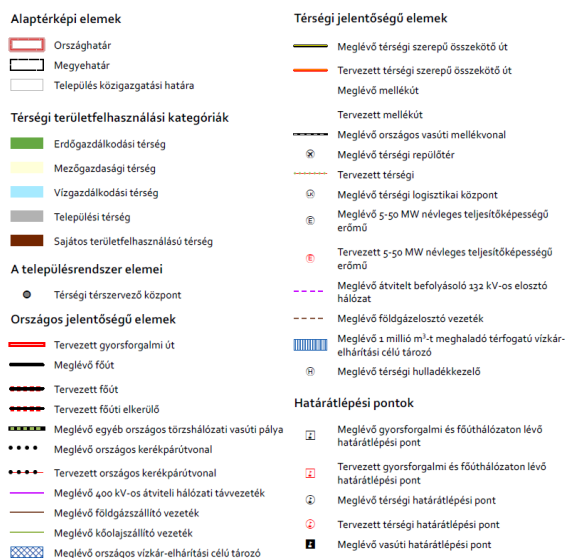 Alaptérképi elemek
Országhatár
Megyehatár
Település közigazgatási határa
Térségi területfelhasználási kategóriák
Erdőgazdálkodási térség
Mezőgazdasági térség
Vízgazdálkodási térség
Települési térség
Sajátos területfelhasználású térség
A településrendszer elemei
Térségi térszervező központ
Országos jelentőségű elemek
Tervezett gyorsforgalmi út
Meglévő főút
Tervezett főút
Tervezett főúti elkerülő
Meglévő egyéb országos törzshálózati vasúti pálya
Meglévő országos kerékpárútvonal
Tervezett országos kerékpárútvonal
Meglévő 400 kV-os átviteli hálózati távvezeték
Meglévő földgázszállító vezeték
Meglévő kőolajszállító vezeték
Meglévő országos vízkár-elhárítási célú tározó
Térségi jelentőségű elemek
Meglévő térségi szerepű összekötő út
Tervezett térségi szerepű összekötő út
Meglévő mellékút
Tervezett mellékút
Meglévő országos vasúti mellékvonal
Meglévő térségi repülőtér
Tervezett térségi
Meglévő térségi logisztikai központ
E Meglévő 5-50 MW névleges teljesítőképességű
erőmű
E Tervezett 5-50 MW névleges teljesítőképességű
erőmű
Meglévő átvitelt befolyásoló 132 kV-os elosztó
hálózat
Meglévő földgázelosztó vezeték
Meglévő 1 millió m³-t meghaladó térfogatú vízkár-
elhárítási célú tározó
H Meglévő térségi hulladékkezelő
Határátlépési pontok
Meglévő gyorsforgalmi és főúthálózaton lévő
határátlépési pont
Tervezett gyorsforgalmi és főúthálózaton lévő
határátlépési pont
Meglévő térségi határátlépési pont
Tervezett térségi határátlépési pont
Meglévő vasúti határátlépési pont